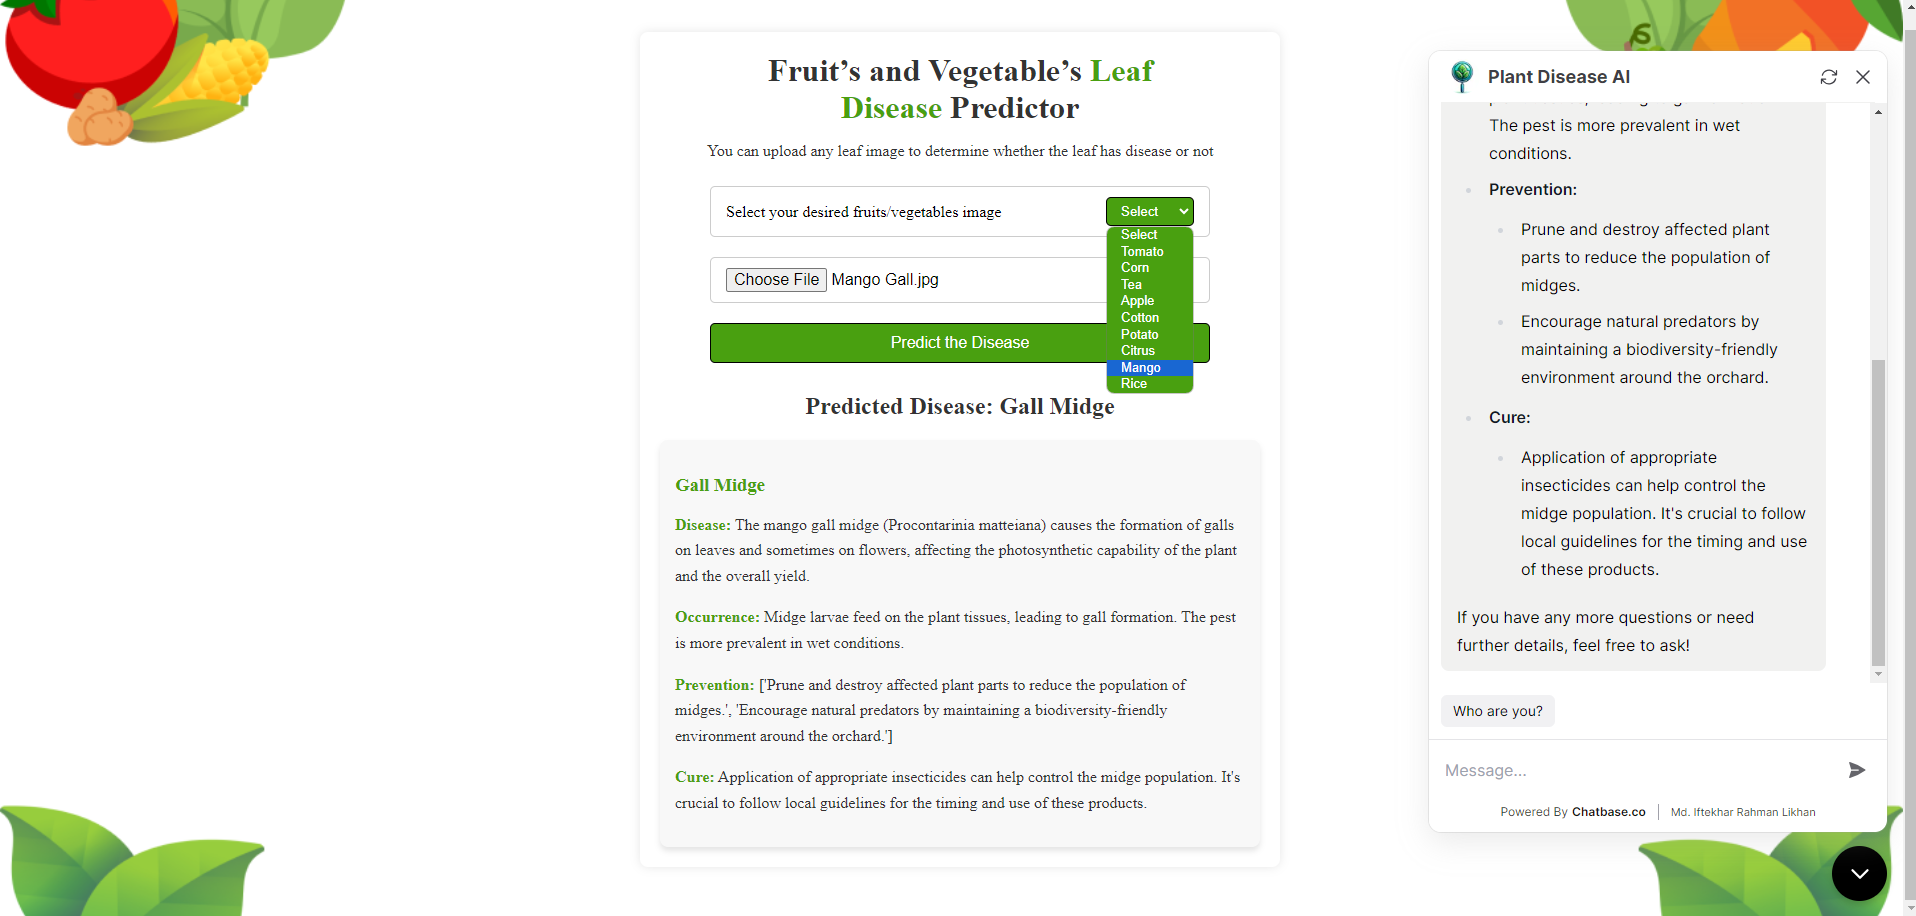 Fruit’s and Vegetable’s Leaf
Disease Predictor
You can upload any leaf image to determine whether the leaf has disease or not
Select your desired fruits/vegetables image
Select
Select
Tomato
Corn
Tea
Apple
Cotton
Potato
Citrus
Mango
Rice
Choose File Mango Gall.jpg
Predict the Disease
Predicted Disease: Gall Midge
Gall Midge
Disease: The mango gall midge (Procontarinia matteiana) causes the formation of galls
on leaves and sometimes on flowers, affecting the photosynthetic capability of the plant
and the overall yield.
Occurrence: Midge larvae feed on the plant tissues, leading to gall formation. The pest
is more prevalent in wet conditions.
Prevention: ['Prune and destroy affected plant parts to reduce the population of
midges.', 'Encourage natural predators by maintaining a biodiversity-friendly
environment around the orchard.']
Cure: Application of appropriate insecticides can help control the midge population. It's
crucial to follow local guidelines for the timing and use of these products.
Plant Disease AI
The pest is more prevalent in wet
conditions.
Prevention:
Prune and destroy affected plant
parts to reduce the population of
midges.
Encourage natural predators by
maintaining a biodiversity-friendly
environment around the orchard.
Cure:
Application of appropriate
insecticides can help control the
midge population. It's crucial to follow
local guidelines for the timing and use
of these products.
If you have any more questions or need
further details, feel free to ask!
Who are you?
Message...
Powered By Chatbase.co
Md. Iftekhar Rahman Likhan